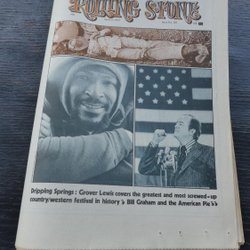 ROLLING STONE
Dripping Springs : Grover Lewis covers the greatest and most screwed-up
country/western festival in history & Bill Graham and the American Pie